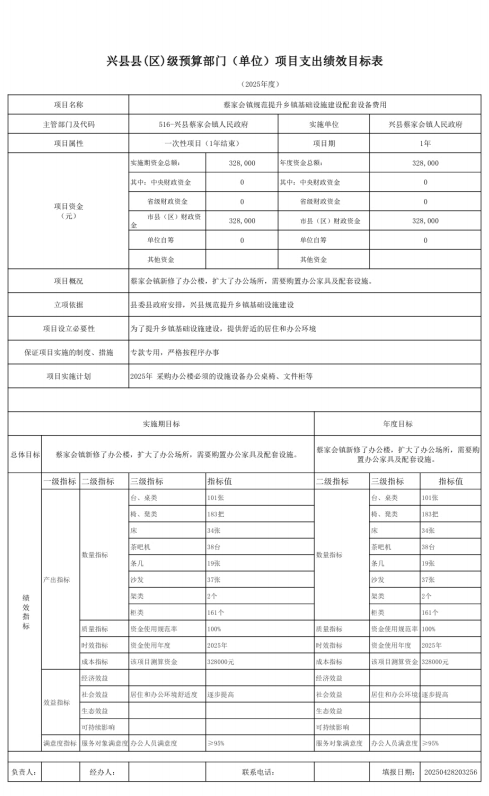 兴县县(区)级预算部门（单位）项目支出绩效目标表
（2025年度）
项目名称 蔡家会镇规范提升乡镇基础设施建设配套设备费用
主管部门及代码 516-兴县蔡家会镇人民政府 实施单位 兴县蔡家会镇人民政府
项目属性 一次性项目（1年结束） 项目期 1年
项目资金（元） 实施期资金总额： 328,000 年度资金总额： 328,000
其中：中央财政资金 0 其中：中央财政资金 0
省级财政资金 0 省级财政资金 0
市县（区）财政资金 328,000 市县（区）财政资金 328,000
单位自筹 0 单位自筹 0
其他资金 其他资金
项目概况 蔡家会镇新修了办公楼，扩大了办公场所，需要购置办公家具及配套设施。
立项依据 县委县政府安排，兴县规范提升乡镇基础设施建设
项目设立必要性 为了提升乡镇基础设施建设，提供舒适的居住和办公环境
保证项目实施的制度、措施 专款专用，严格按程序办事
项目实施计划 2025年 采购办公楼必须的设施设备办公桌椅、文件柜等
实施期目标 年度目标
总体目标 蔡家会镇新修了办公楼，扩大了办公场所，需要购置办公家具及配套设施。 蔡家会镇新修了办公楼，扩大了办公场所，需要购置办公家具及配套设施。
绩效指标 一级指标 二级指标 三级指标 指标值 二级指标 三级指标 指标值
产出指标 数量指标 台、桌类 101张 数量指标 台、桌类 101张
椅、凳类 183把 椅、凳类 183把
床 34张 床 34张
茶吧机 38台 茶吧机 38台
条几 19张 条几 19张
沙发 37张 沙发 37张
架类 2个 架类 2个
柜类 161个 柜类 161个
质量指标 资金使用规范率 100% 质量指标 资金使用规范率 100%
时效指标 资金使用年度 2025年 时效指标 资金使用年度 2025年
成本指标 该项目测算资金 328000元 成本指标 该项目测算资金 328000元
效益指标 经济效益 经济效益
社会效益 居住和办公环境舒适度 逐步提高 社会效益 居住和办公环境 逐步提高
生态效益 生态效益
可持续影响 可持续影响
满意度指标 服务对象满意度 办公人员满意度 ≥95% 服务对象满意度 办公人员满意度 ≥95%
负责人： 经办人： 联系电话： 填报日期： 20250428203256